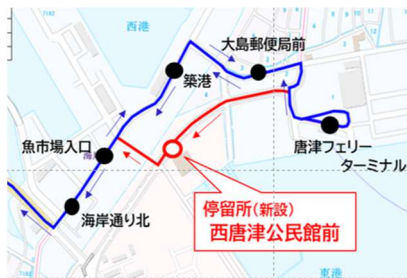 西港
大島郵便局前
築港
魚市場入口
唐津フェリー
ターミナル
海岸通り北
停留所(新設)
西唐津公民館前
東港